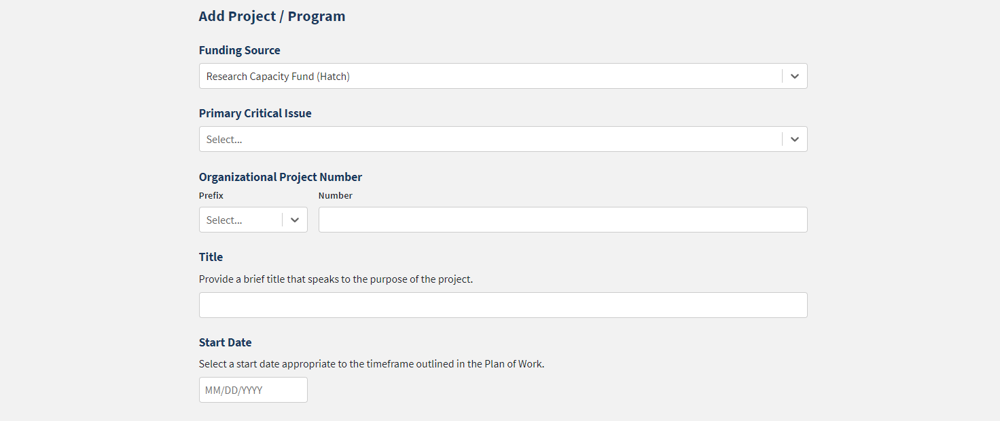 Add Project / Program
Funding Source
Research Capacity Fund (Hatch)
Primary Critical Issue
Select...
Organizational Project Number
Prefix Number
Select...
Title
Provide a brief title that speaks to the purpose of the project.
Start Date
Select a start date appropriate to the timeframe outlined in the Plan of Work.
MM/DD/YYYY